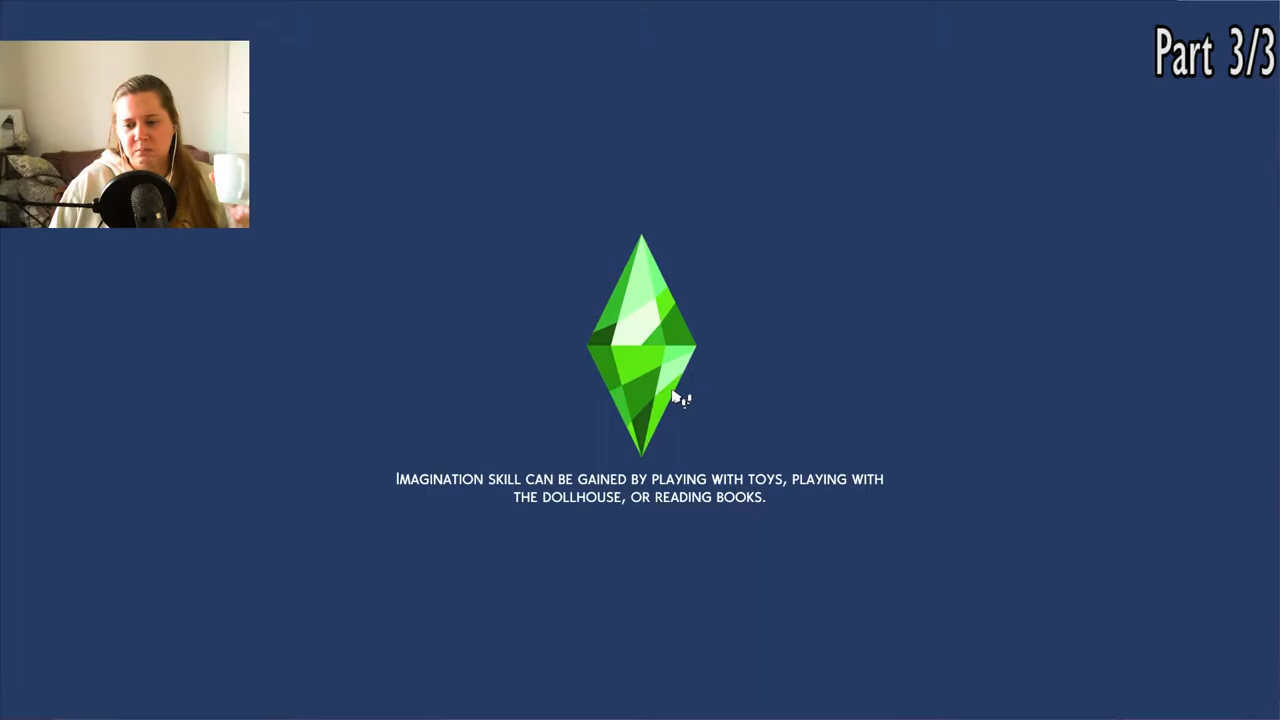 Part 3/3
Imagination skill can be gained by playing with toys, playing with
the dollhouse, or reading books.